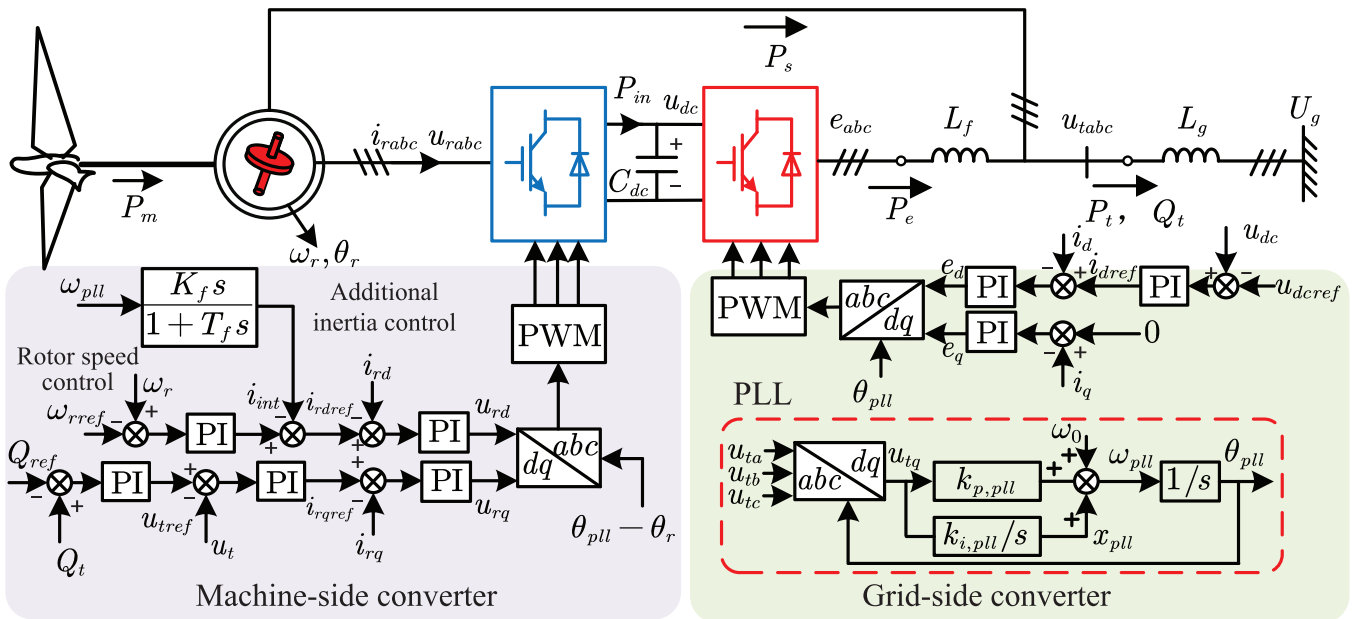 P_s
P_in
u_dc
e_abc
L_f
u_tabc
L_g
U_g
i_rabc
u_rabc
C_dc
+
−
P_m
P_e
P_t, Q_t
ω_r, θ_r
ω_pll
K_f s
1 + T_f s
Additional
inertia control
PWM
Rotor speed
control
ω_r
ω_rref
−
+
PI
i_int
−
+
i_rdref
i_rd
−
+
PI
u_rd
Q_ref
−
+
Q_t
PI
u_tref
+
−
u_t
PI
i_rqref
+
−
i_rq
PI
u_rq
dq
abc
θ_pll − θ_r
Machine-side converter
PWM
abc
dq
e_d
PI
i_d
−
+
i_dref
PI
u_dc
+
−
u_dcref
e_q
PI
−
+
0
i_q
θ_pll
PLL
u_ta
u_tb
u_tc
abc
dq
u_tq
k_p,pll
k_i,pll/s
ω_0
+
+
+
x_pll
ω_pll
1/s
θ_pll
Grid-side converter